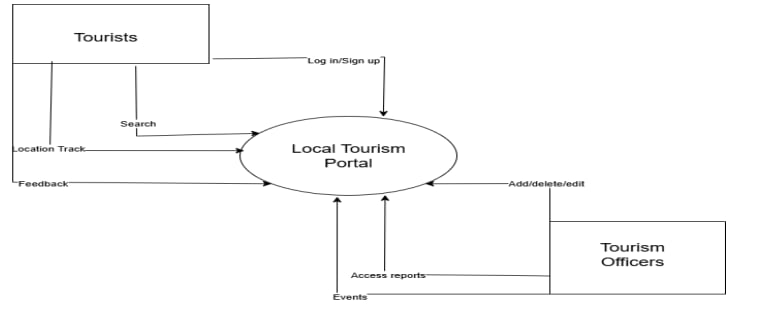 Tourists
Log in/Sign up
Search
Local Tourism
Portal
Location Track
Feedback
Add/delete/edit
Tourism
Officers
Access reports
Events